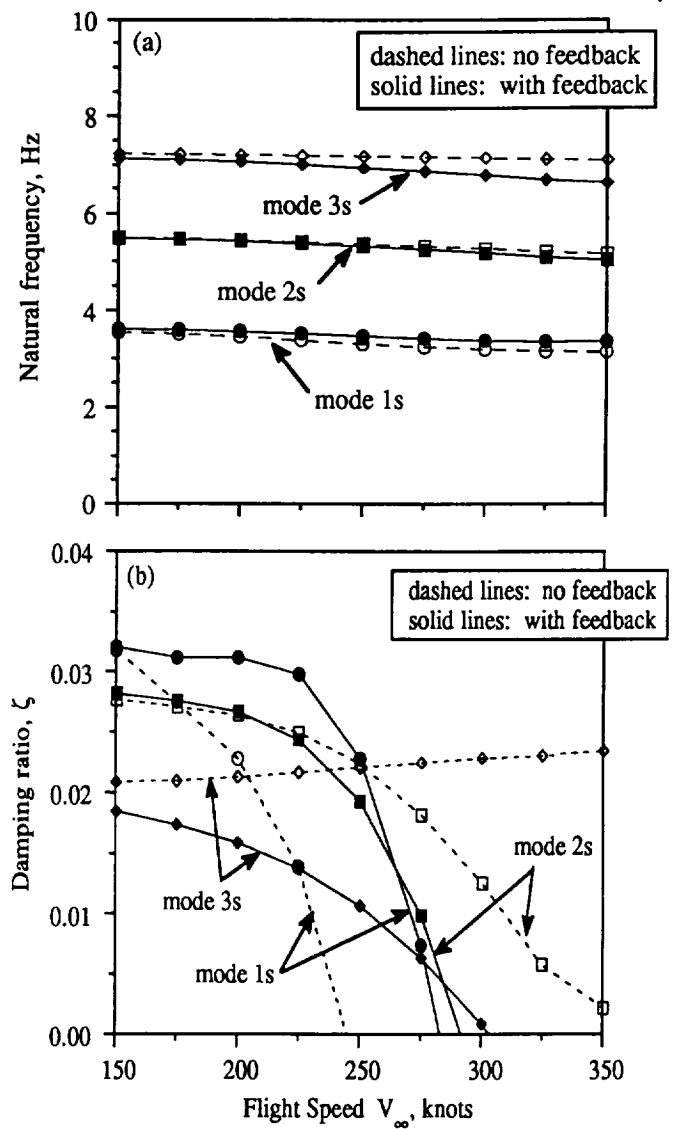 10
(a)
dashed lines: no feedback
solid lines: with feedback
8
mode 3s
6
Natural frequency, Hz
mode 2s
4
mode 1s
2
0
0.04
(b)
dashed lines: no feedback
solid lines: with feedback
0.03
Damping ratio, ζ
0.02
mode 2s
mode 3s
0.01
mode 1s
0.00
150 200 250 300 350
Flight Speed V∞, knots